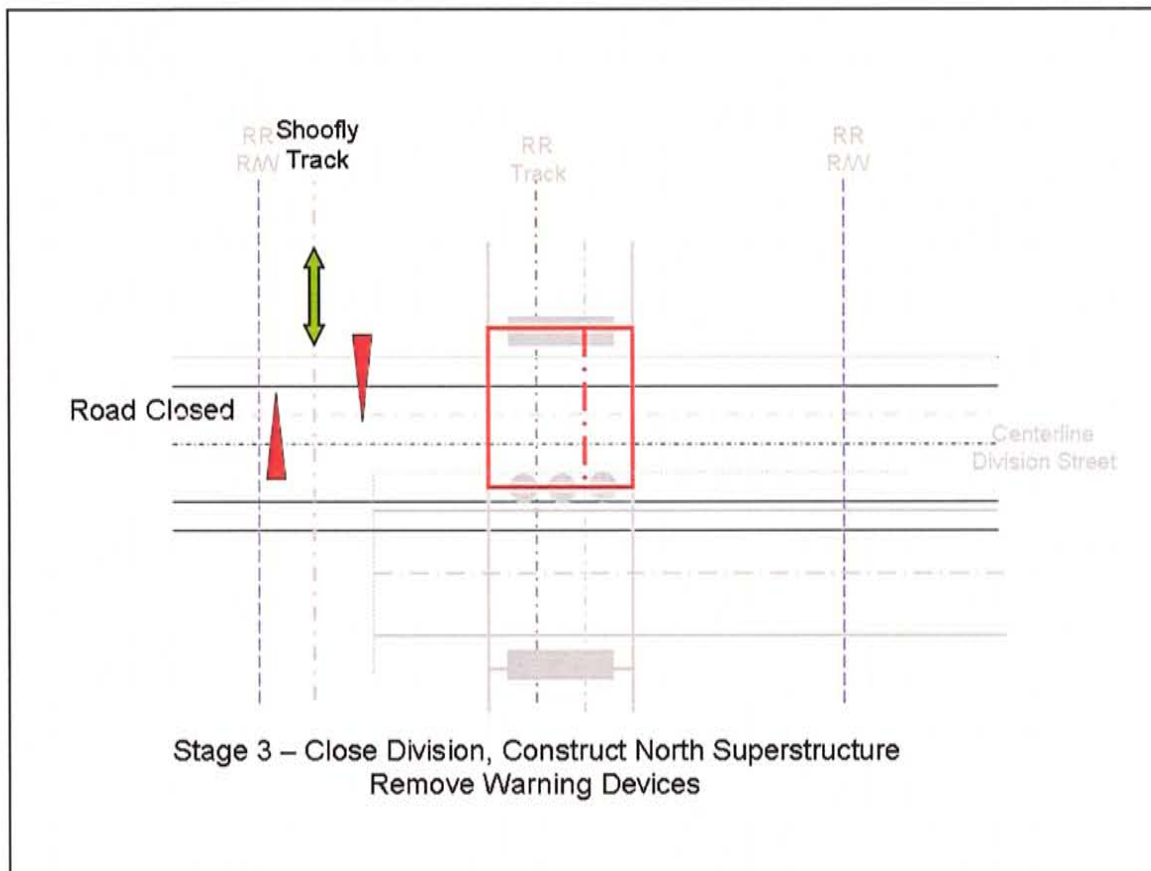 RR
R/W
Shoofly
Track
RR
Track
RR
R/W
Road Closed
Centerline
Division Street
Stage 3 – Close Division, Construct North Superstructure
Remove Warning Devices